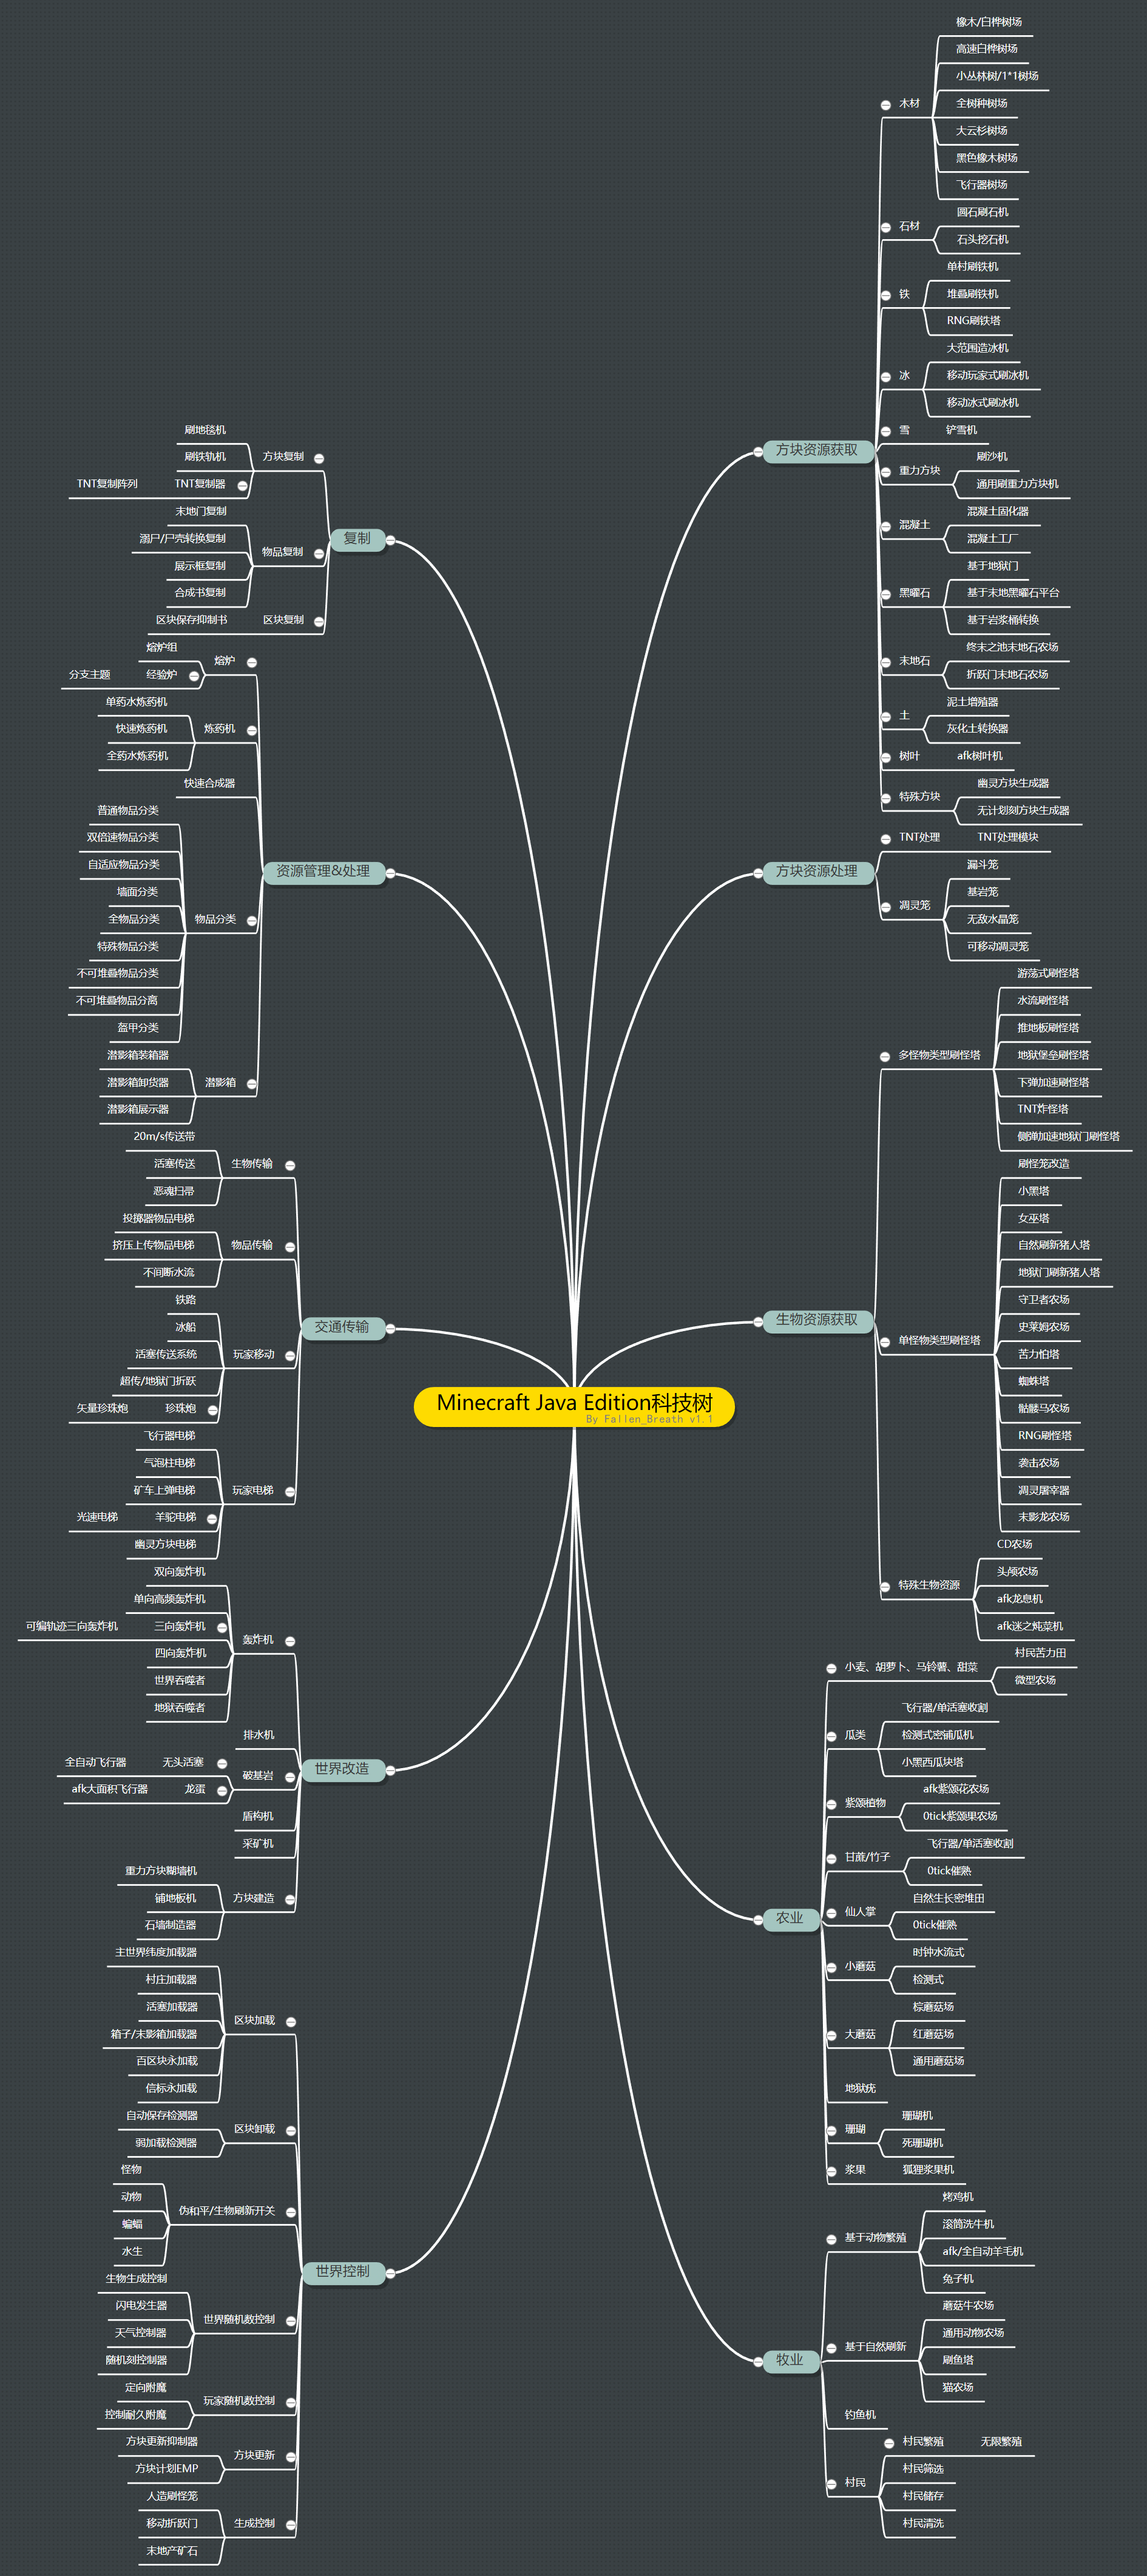 Minecraft Java Edition科技树
By Fallen_Breath v1.1
方块资源获取
木材
橡木/白桦树场
高速白桦树场
小丛林树/1*1树场
全树种树场
大云杉树场
黑色橡木树场
飞行器树场
石材
圆石刷石机
石头挖石机
铁
单村刷铁机
堆叠刷铁机
RNG刷铁塔
冰
大范围造冰机
移动玩家式刷冰机
移动冰式刷冰机
雪
铲雪机
重力方块
刷沙机
通用刷重力方块机
混凝土
混凝土固化器
混凝土工厂
黑曜石
基于地狱门
基于末地黑曜石平台
基于岩浆桶转换
末地石
终末之池末地石农场
折跃门末地石农场
土
泥土增殖器
灰化土转换器
树叶
afk树叶机
特殊方块
幽灵方块生成器
无计划刻方块生成器
方块资源处理
TNT处理
TNT处理模块
凋灵笼
漏斗笼
基岩笼
无敌水晶笼
可移动凋灵笼
生物资源获取
多怪物类型刷怪塔
游荡式刷怪塔
水流刷怪塔
推地板刷怪塔
地狱堡垒刷怪塔
下弹加速刷怪塔
TNT炸怪塔
侧弹加速地狱门刷怪塔
单怪物类型刷怪塔
刷怪笼改造
小黑塔
女巫塔
自然刷新猪人塔
地狱门刷新猪人塔
守卫者农场
史莱姆农场
苦力怕塔
蜘蛛塔
骷髅马农场
RNG刷怪塔
袭击农场
凋灵屠宰器
末影龙农场
特殊生物资源
CD农场
头颅农场
afk龙息机
afk迷之炖菜机
农业
小麦、胡萝卜、马铃薯、甜菜
村民苦力田
微型农场
瓜类
飞行器/单活塞收割
检测式密铺瓜机
小黑西瓜块塔
紫颂植物
afk紫颂花农场
0tick紫颂果农场
甘蔗/竹子
飞行器/单活塞收割
0tick催熟
仙人掌
自然生长密堆田
0tick催熟
小蘑菇
时钟水流式
检测式
大蘑菇
棕蘑菇场
红蘑菇场
通用蘑菇场
地狱疣
珊瑚
珊瑚机
死珊瑚机
浆果
狐狸浆果机
牧业
基于动物繁殖
烤鸡机
滚筒洗牛机
afk/全自动羊毛机
兔子机
基于自然刷新
蘑菇牛农场
通用动物农场
刷鱼塔
猫农场
钓鱼机
村民
村民繁殖
无限繁殖
村民筛选
村民储存
村民清洗
复制
方块复制
刷地毯机
刷铁轨机
TNT复制器
TNT复制阵列
物品复制
末地门复制
溺尸/尸壳转换复制
展示框复制
合成书复制
区块复制
区块保存抑制书
资源管理&处理
熔炉
熔炉组
经验炉
分支主题
炼药机
单药水炼药机
快速炼药机
全药水炼药机
快速合成器
物品分类
普通物品分类
双倍速物品分类
自适应物品分类
墙面分类
全物品分类
特殊物品分类
不可堆叠物品分类
不可堆叠物品分离
盔甲分类
潜影箱
潜影箱装箱器
潜影箱卸货器
潜影箱展示器
交通传输
生物传输
20m/s传送带
活塞传送
恶魂扫帚
物品传输
投掷器物品电梯
挤压上传物品电梯
不间断水流
玩家移动
铁路
冰船
活塞传送系统
超传/地狱门折跃
珍珠炮
矢量珍珠炮
玩家电梯
飞行器电梯
气泡柱电梯
矿车上弹电梯
羊驼电梯
光速电梯
幽灵方块电梯
世界改造
轰炸机
双向轰炸机
单向高频轰炸机
三向轰炸机
可编轨迹三向轰炸机
四向轰炸机
世界吞噬者
地狱吞噬者
排水机
破基岩
无头活塞
全自动飞行器
龙蛋
afk大面积飞行器
盾构机
采矿机
方块建造
重力方块糊墙机
铺地板机
石墙制造器
世界控制
区块加载
主世界纬度加载器
村庄加载器
活塞加载器
箱子/末影箱加载器
百区块永加载
信标永加载
区块卸载
自动保存检测器
弱加载检测器
伪和平/生物刷新开关
怪物
动物
蝙蝠
水生
世界随机数控制
生物生成控制
闪电发生器
天气控制器
随机刻控制器
玩家随机数控制
定向附魔
控制耐久附魔
方块更新
方块更新抑制器
方块计划EMP
生成控制
人造刷怪笼
移动折跃门
末地产矿石